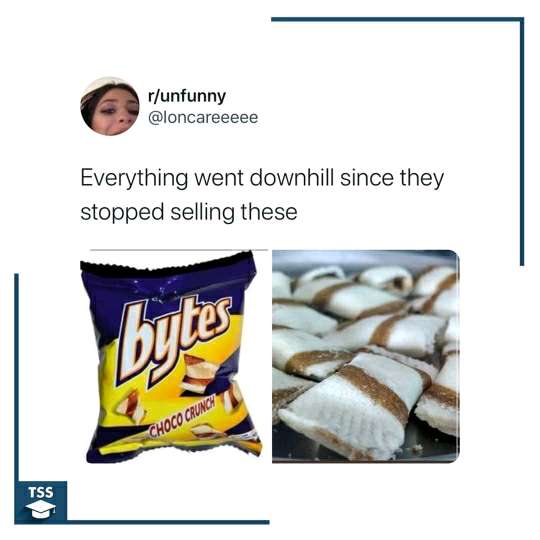 r/unfunny
@loncareeeee
Everything went downhill since they
stopped selling these
bytes
CHOCO CRUNCH
TSS